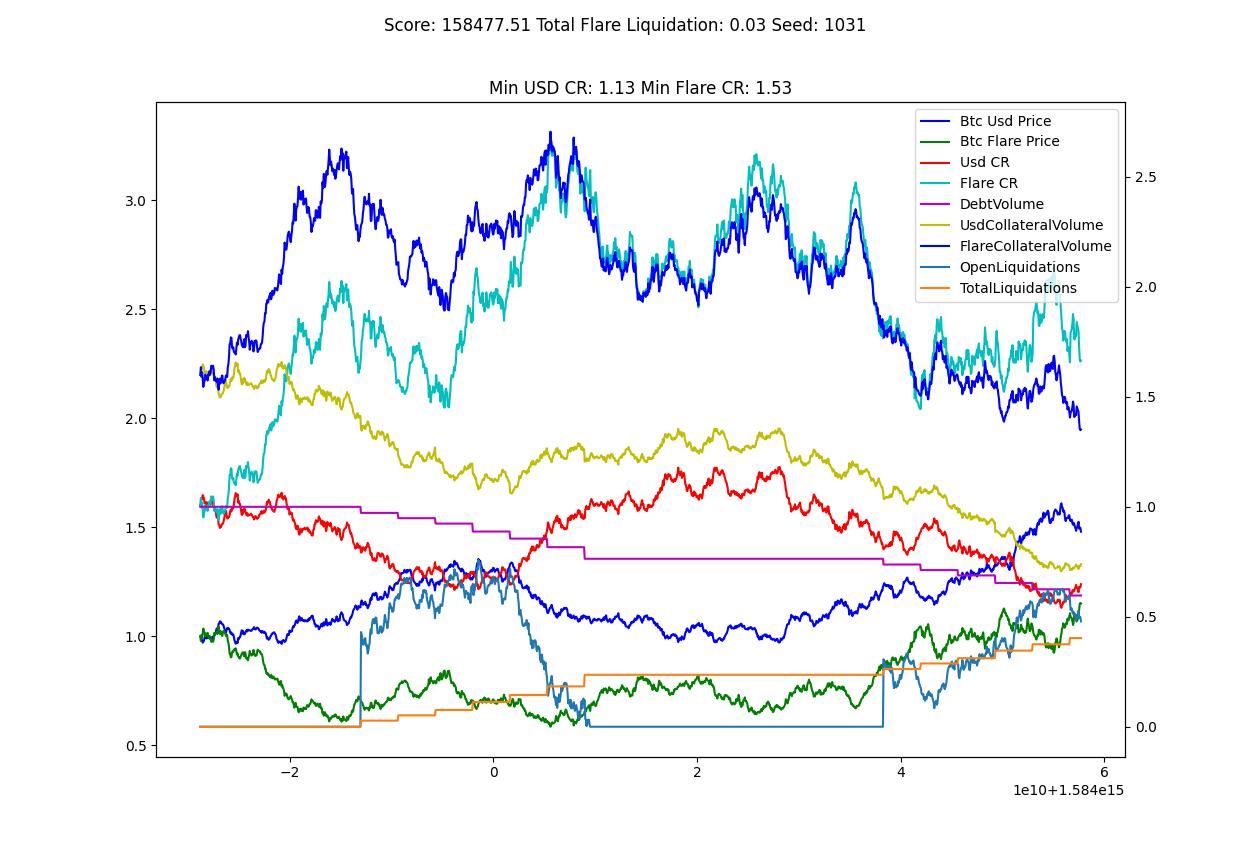 Score: 158477.51 Total Flare Liquidation: 0.03 Seed: 1031
Min USD CR: 1.13 Min Flare CR: 1.53
Btc Usd Price
Btc Flare Price
Usd CR
Flare CR
DebtVolume
UsdCollateralVolume
FlareCollateralVolume
OpenLiquidations
TotalLiquidations
3.0
2.5
2.0
1.5
1.0
0.5
2.5
2.0
1.5
1.0
0.5
0.0
−2
0
2
4
6
1e10+1.584e15